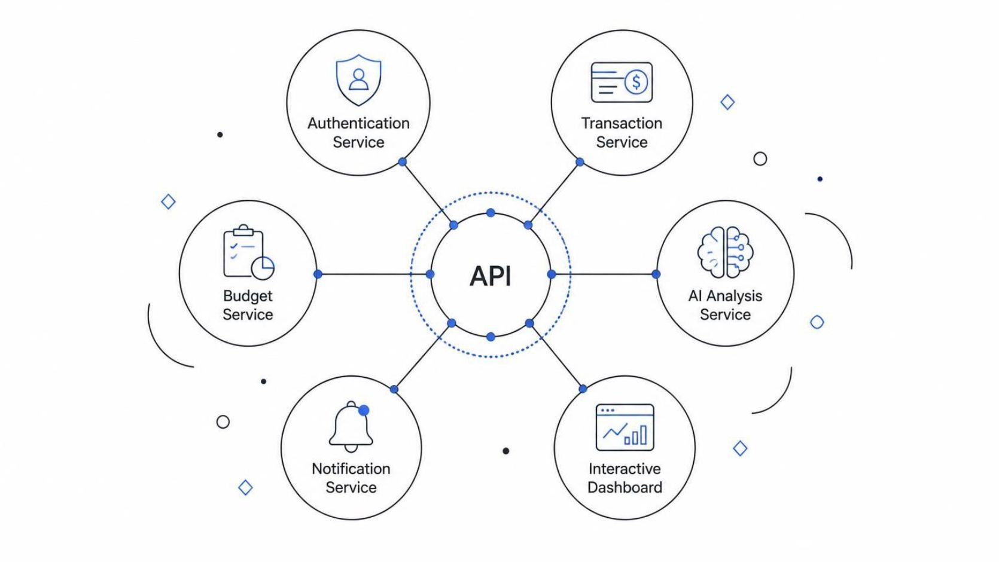 Authentication
Service
Transaction
Service
$
Budget
Service
API
AI Analysis
Service
Notification
Service
Interactive
Dashboard